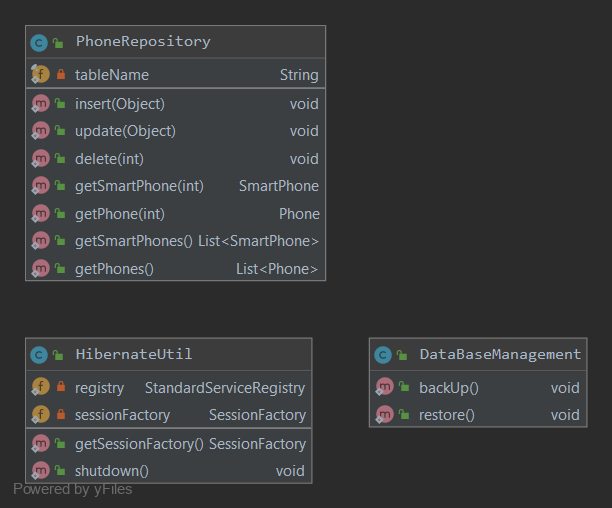 PhoneRepository
tableName String
insert(Object) void
update(Object) void
delete(int) void
getSmartPhone(int) SmartPhone
getPhone(int) Phone
getSmartPhones() List<SmartPhone>
getPhones() List<Phone>
HibernateUtil
registry StandardServiceRegistry
sessionFactory SessionFactory
getSessionFactory() SessionFactory
shutdown() void
DataBaseManagement
backUp() void
restore() void
Powered by yFiles